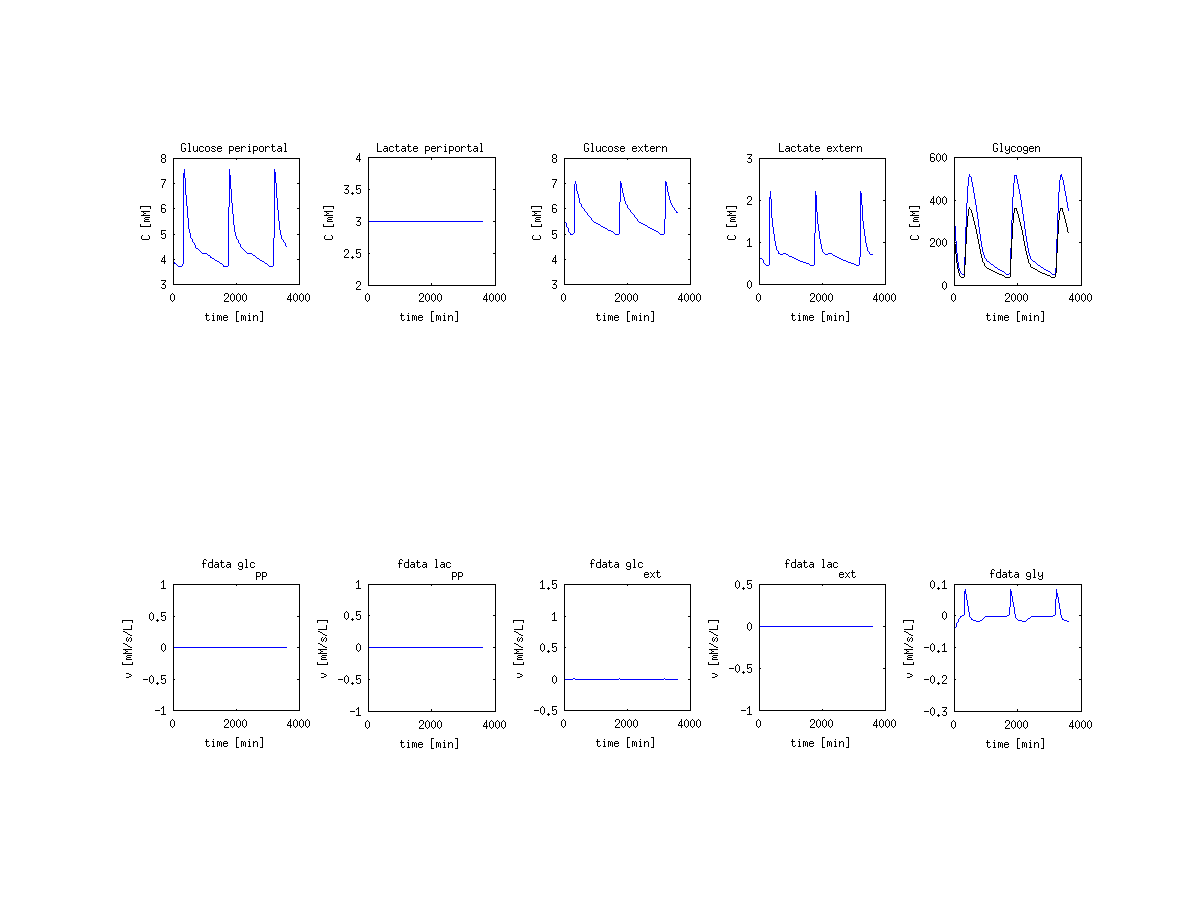 Glucose periportal
8
7
6
5
4
3
C [mM]
0 2000 4000
time [min]
Lactate periportal
4
3.5
3
2.5
2
C [mM]
0 2000 4000
time [min]
Glucose extern
8
7
6
5
4
3
C [mM]
0 2000 4000
time [min]
Lactate extern
3
2
1
0
C [mM]
0 2000 4000
time [min]
Glycogen
600
400
200
0
C [mM]
0 2000 4000
time [min]
fdata glc
PP
1
0.5
0
-0.5
-1
v [mM/s/L]
0 2000 4000
time [min]
fdata lac
PP
1
0.5
0
-0.5
-1
v [mM/s/L]
0 2000 4000
time [min]
fdata glc
ext
1.5
1
0.5
0
-0.5
v [mM/s/L]
0 2000 4000
time [min]
fdata lac
ext
0.5
0
-0.5
-1
v [mM/s/L]
0 2000 4000
time [min]
fdata gly
0.1
0
-0.1
-0.2
-0.3
v [mM/s/L]
0 2000 4000
time [min]